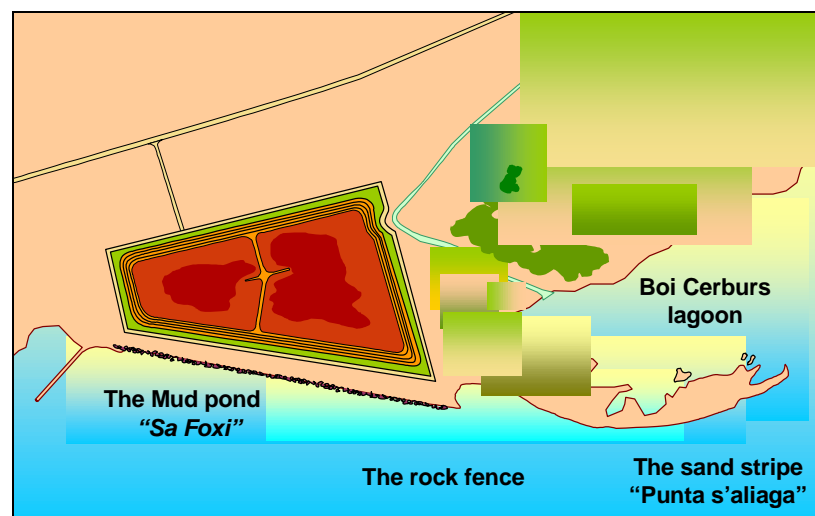 Boi Cerburs
lagoon
The Mud pond
“Sa Foxi”
The rock fence
The sand stripe
“Punta s’aliaga”